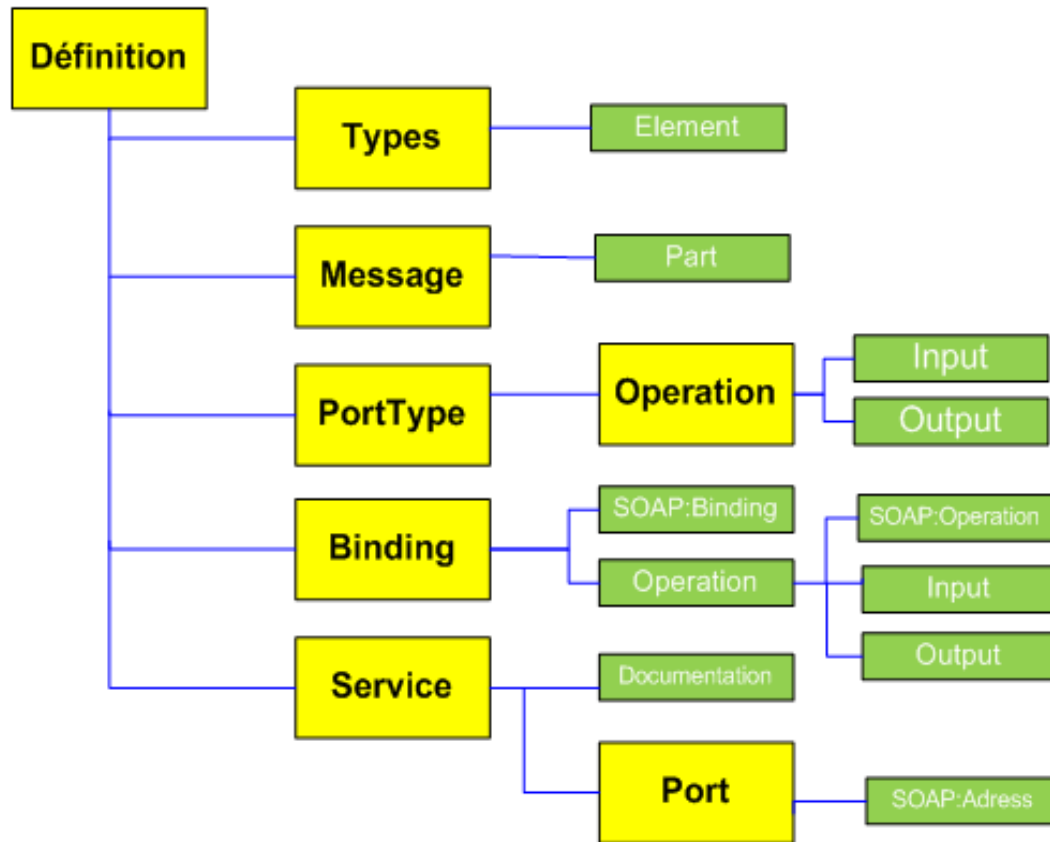 Définition
Types
Element
Message
Part
PortType
Operation
Input
Output
Binding
SOAP:Binding
Operation
SOAP:Operation
Input
Output
Service
Documentation
Port
SOAP:Adress